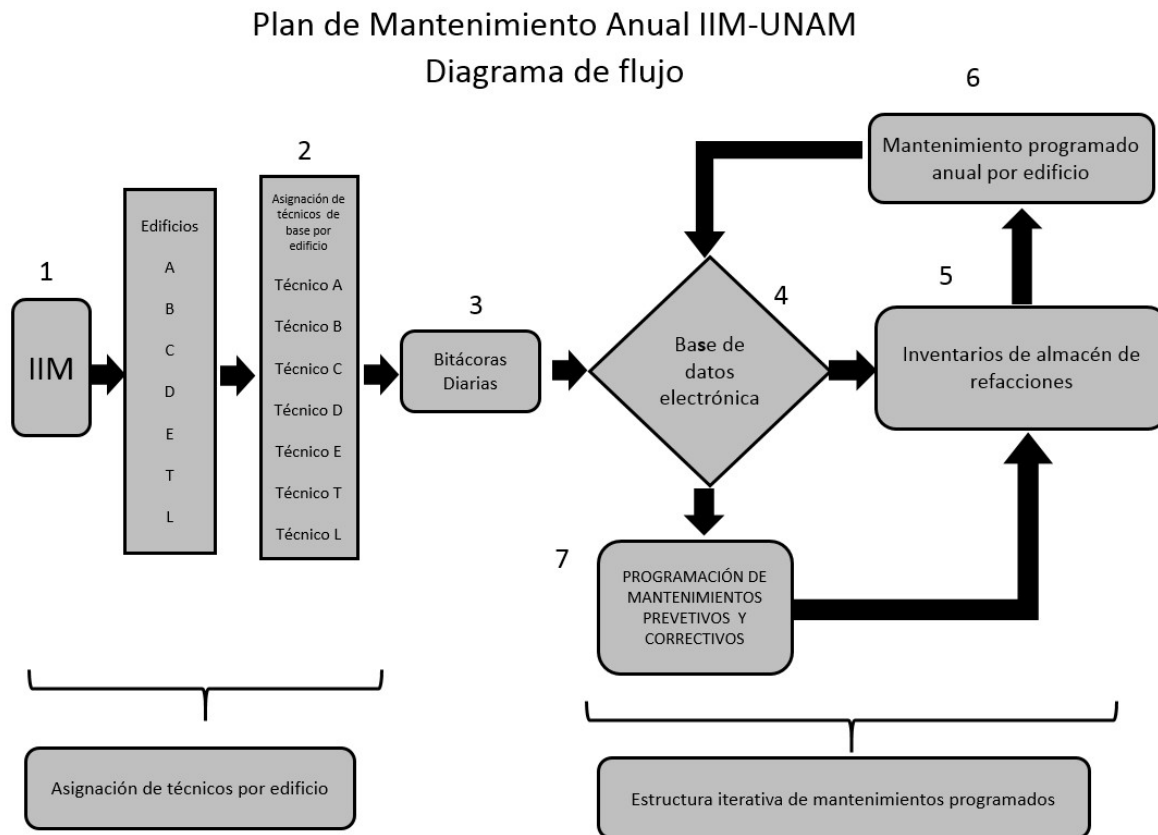 Plan de Mantenimiento Anual IIM-UNAM
Diagrama de flujo
1
IIM
Edificios
A
B
C
D
E
T
L
2
Asignación de
técnicos de
base por
edificio
Técnico A
Técnico B
Técnico C
Técnico D
Técnico E
Técnico T
Técnico L
3
Bitácoras
Diarias
4
Base de
datos
electrónica
5
Inventarios de almacén de
refacciones
6
Mantenimiento programado
anual por edificio
7
PROGRAMACIÓN DE
MANTENIMIENTOS
PREVETIVOS Y
CORRECTIVOS
Asignación de técnicos por edificio
Estructura iterativa de mantenimientos programados